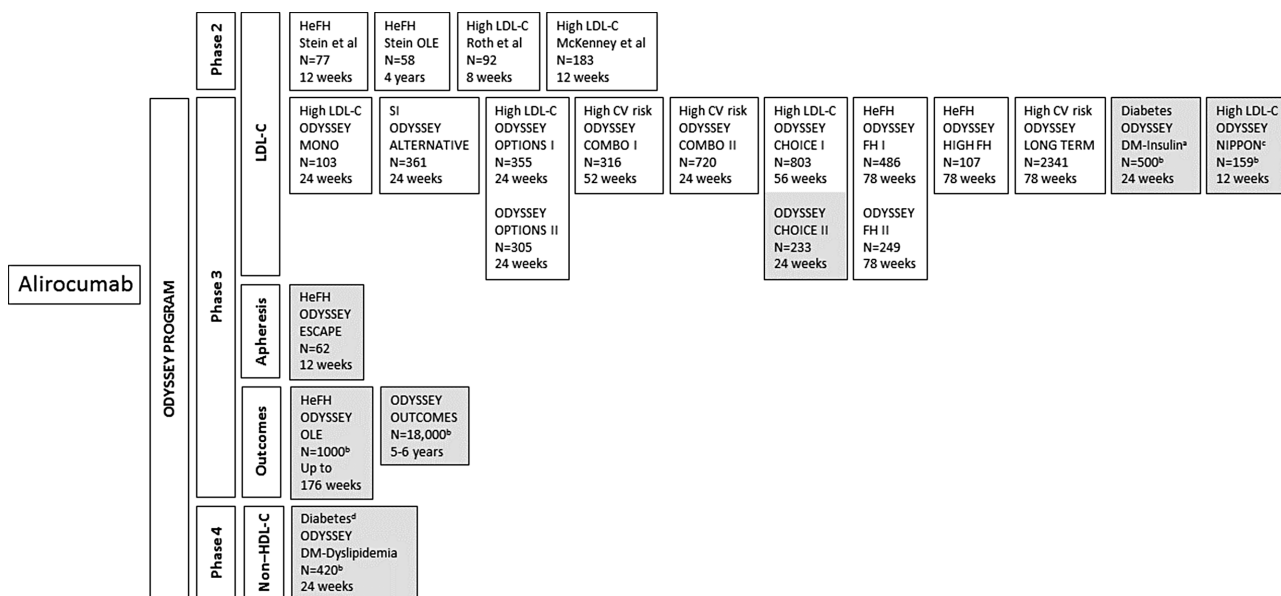 Alirocumab
ODYSSEY PROGRAM
Phase 2
Phase 3
Phase 4
LDL-C
Apheresis
Outcomes
Non–HDL-C
HeFH
Stein et al
N=77
12 weeks
HeFH
Stein OLE
N=58
4 years
High LDL-C
Roth et al
N=92
8 weeks
High LDL-C
McKenney et al
N=183
12 weeks
High LDL-C
ODYSSEY
MONO
N=103
24 weeks
SI
ODYSSEY
ALTERNATIVE
N=361
24 weeks
High LDL-C
ODYSSEY
OPTIONS I
N=355
24 weeks
ODYSSEY
OPTIONS II
N=305
24 weeks
High CV risk
ODYSSEY
COMBO I
N=316
52 weeks
High CV risk
ODYSSEY
COMBO II
N=720
24 weeks
High LDL-C
ODYSSEY
CHOICE I
N=803
56 weeks
ODYSSEY
CHOICE II
N=233
24 weeks
HeFH
ODYSSEY
FH I
N=486
78 weeks
ODYSSEY
FH II
N=249
78 weeks
HeFH
ODYSSEY
HIGH FH
N=107
78 weeks
High CV risk
ODYSSEY
LONG TERM
N=2341
78 weeks
Diabetes
ODYSSEY
DM-Insulinᵃ
N=500ᵇ
24 weeks
High LDL-C
ODYSSEY
NIPPONᶜ
N=159ᵇ
12 weeks
HeFH
ODYSSEY
ESCAPE
N=62
12 weeks
HeFH
ODYSSEY
OLE
N=1000ᵇ
Up to
176 weeks
ODYSSEY
OUTCOMES
N=18,000ᵇ
5-6 years
Diabetesᵈ
ODYSSEY
DM-Dyslipidemia
N=420ᵇ
24 weeks